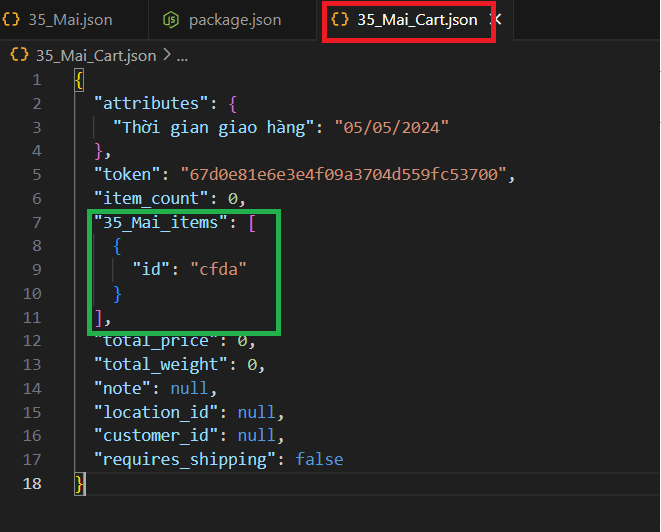 35_Mai.json package.json 35_Mai_Cart.json ×
35_Mai_Cart.json > ...
1 {
2 "attributes": {
3 "Thời gian giao hàng": "05/05/2024"
4 },
5 "token": "67d0e81e6e3e4f09a3704d559fc53700",
6 "item_count": 0,
7 "35_Mai_items": [
8 {
9 "id": "cfda"
10 }
11 ],
12 "total_price": 0,
13 "total_weight": 0,
14 "note": null,
15 "location_id": null,
16 "customer_id": null,
17 "requires_shipping": false
18 }